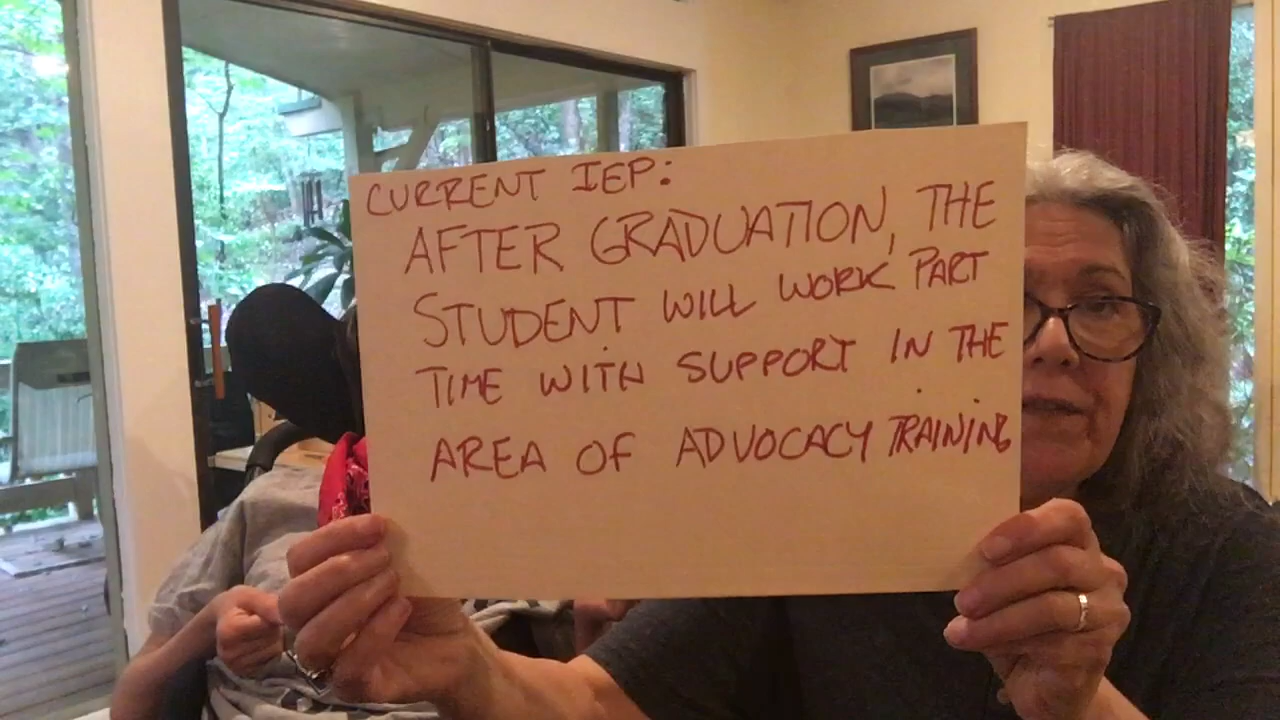 CURRENT IEP:
AFTER GRADUATION, THE
STUDENT WILL WORK PART
TIME WITH SUPPORT IN THE
AREA OF ADVOCACY TRAINING